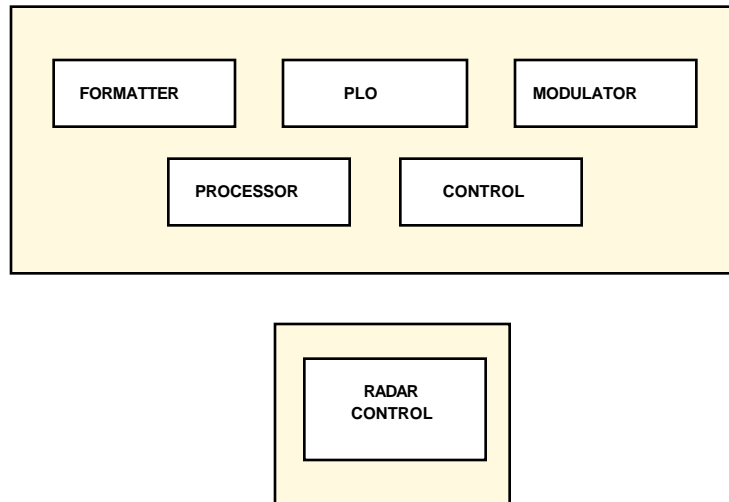 FORMATTER
PLO
MODULATOR
PROCESSOR
CONTROL
RADAR
CONTROL